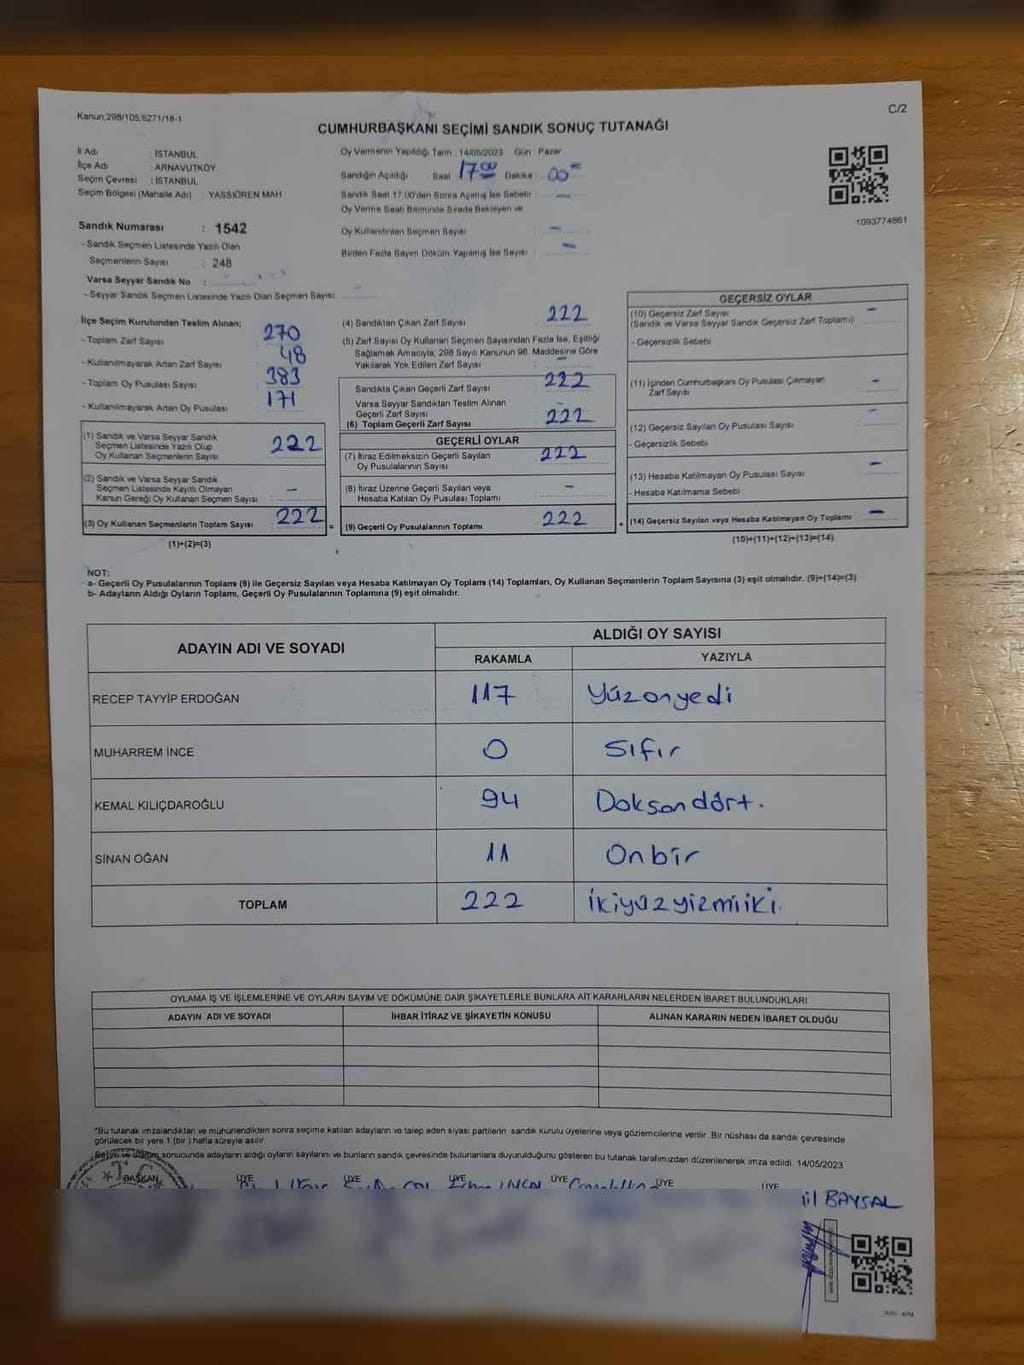 Kanun;298/105;6271/18-1
C/2
CUMHURBAŞKANI SEÇİMİ SANDIK SONUÇ TUTANAĞI
İl Adı : İSTANBUL
İlçe Adı : ARNAVUTKÖY
Seçim Çevresi : İSTANBUL
Seçim Bölgesi (Mahalle Adı) : YASSIÖREN MAH.
Sandık Numarası : 1542
- Sandık Seçmen Listesinde Yazılı Olan
Seçmenlerin Sayısı : 248
Varsa Seyyar Sandık No :
- Seyyar Sandık Seçmen Listesinde Yazılı Olan Seçmen Sayısı:
Oy Vermenin Yapıldığı Tarih : 14/05/2023 Gün : Pazar
Sandığın Açıldığı Saat 17.00 Dakika : 00
Sandık Saat 17.00'den Sonra Açılmış İse Sebebi : -
Oy Verme Saati Bitiminde Sırada Bekleyen ve
Oy Kullandırılan Seçmen Sayısı : -
Birden Fazla Sayım Döküm Yapılmış İse Sayısı : -
1093774861
İlçe Seçim Kurulundan Teslim Alınan;
- Toplam Zarf Sayısı : 270
- Kullanılmayarak Artan Zarf Sayısı : 48
- Toplam Oy Pusulası Sayısı : 383
- Kullanılmayarak Artan Oy Pusulası : 171
(1) Sandık ve Varsa Seyyar Sandık
Seçmen Listesinde Yazılı Olup
Oy Kullanan Seçmenlerin Sayısı : 222
(2) Sandık ve Varsa Seyyar Sandık
Seçmen Listesinde Kayıtlı Olmayan
Kanun Gereği Oy Kullanan Seçmen Sayısı : -
(3) Oy Kullanan Seçmenlerin Toplam Sayısı : 222
(1)+(2)=(3)
(4) Sandıktan Çıkan Zarf Sayısı : 222
(5) Zarf Sayısı Oy Kullanan Seçmen Sayısından Fazla İse, Eşitliği
Sağlamak Amacıyla, 298 Sayılı Kanunun 98. Maddesine Göre
Yakılarak Yok Edilen Zarf Sayısı : -
Sandıkta Çıkan Geçerli Zarf Sayısı : 222
Varsa Seyyar Sandıktan Teslim Alınan
Geçerli Zarf Sayısı : -
(6) Toplam Geçerli Zarf Sayısı : 222
GEÇERLİ OYLAR
(7) İtiraz Edilmeksizin Geçerli Sayılan
Oy Pusulalarının Sayısı : 222
(8) İtiraz Üzerine Geçerli Sayılan veya
Hesaba Katılan Oy Pusulası Toplamı : -
= (9) Geçerli Oy Pusulalarının Toplamı : 222
GEÇERSİZ OYLAR
(10) Geçersiz Zarf Sayısı : -
(Sandık ve Varsa Seyyar Sandık Geçersiz Zarf Toplamı)
- Geçersizlik Sebebi :
(11) İçinden Cumhurbaşkanı Oy Pusulası Çıkmayan
Zarf Sayısı : -
(12) Geçersiz Sayılan Oy Pusulası Sayısı : -
- Geçersizlik Sebebi :
(13) Hesaba Katılmayan Oy Pusulası Sayısı : -
- Hesaba Katılmama Sebebi :
+ (14) Geçersiz Sayılan veya Hesaba Katılmayan Oy Toplamı : -
(10)+(11)+(12)+(13)=(14)
NOT:
a- Geçerli Oy Pusulalarının Toplamı (9) ile Geçersiz Sayılan veya Hesaba Katılmayan Oy Toplamı (14) Toplamları, Oy Kullanan Seçmenlerin Toplam Sayısına (3) eşit olmalıdır. (9)+(14)=(3)
b- Adayların Aldığı Oyların Toplamı, Geçerli Oy Pusulalarının Toplamına (9) eşit olmalıdır.
ADAYIN ADI VE SOYADI ALDIĞI OY SAYISI
RAKAMLA YAZIYLA
RECEP TAYYİP ERDOĞAN 117 Yüzonyedi
MUHARREM İNCE 0 Sıfır
KEMAL KILIÇDAROĞLU 94 Doksandört.
SİNAN OĞAN 11 Onbir
TOPLAM 222 İkiyüzyirmiiki.
OYLAMA İŞ VE İŞLEMLERİNE VE OYLARIN SAYIM VE DÖKÜMÜNE DAİR ŞİKAYETLERLE BUNLARA AİT KARARLARIN NELERDEN İBARET BULUNDUKLARI
ADAYIN ADI VE SOYADI İHBAR İTİRAZ VE ŞİKAYETİN KONUSU ALINAN KARARIN NEDEN İBARET OLDUĞU
*Bu tutanak imzalandıktan ve mühürlendikten sonra seçime katılan adayların ve talep eden siyasi partilerin sandık kurulu üyelerine veya gözlemcilerine verilir. Bir nüshası da sandık çevresinde
görülecek bir yere 1 (bir) hafta süreyle asılır.
Sayım ve döküm sonucunda adayların aldığı oyların sayılarını ve bunların sandık çevresinde bulunanlara duyurulduğunu gösteren bu tutanak tarafımızdan düzenlenerek imza edildi. 14/05/2023
BAŞKAN ÜYE ÜYE ÜYE ÜYE ÜYE ÜYE
BAYSAL